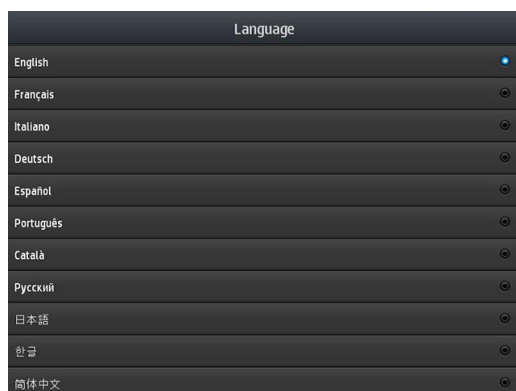 Language
English
Français
Italiano
Deutsch
Español
Português
Català
Русский
日本語
한글
简体中文